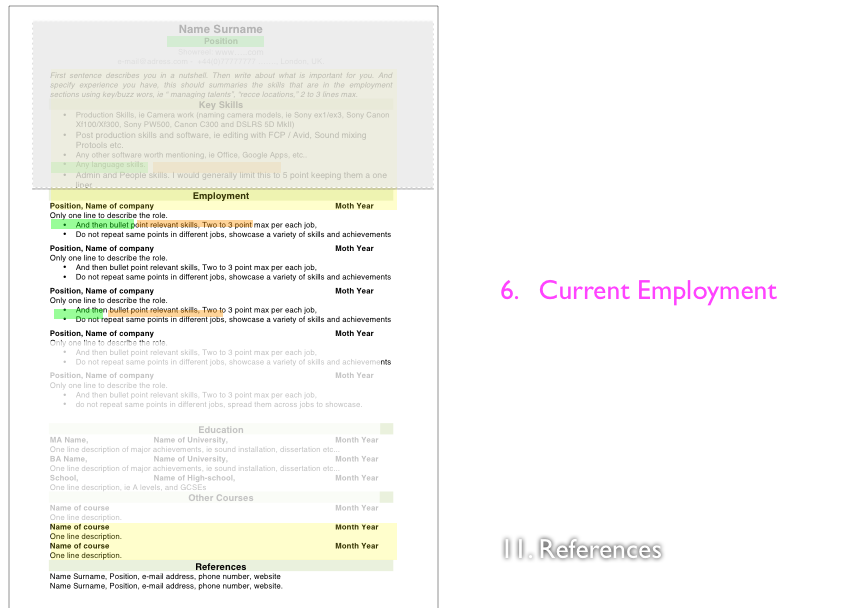 Name Surname
Position
First sentence describes you in a nutshell. Then write about what is important for you. And
specify experience you have. this should summaries the skills that are in the employment
sections using key/buzz wors, ie " managing talents", "recce locations." 2 to 3 lines max.
Key Skills
• Production Skills, ie Camera work (naming camera models, ie Sony ex1/ex3, Sony Canon
Xf100/Xf300, Sony PW500, Canon C300 and DSLRS 5D MkII)
• Post production skills and software, ie editing with FCP / Avid, Sound mixing
Protools etc.
• Any other software worth mentioning, ie Office, Google Apps, etc..
• Any language skills.
• Admin and People skills, I would generally limit this to 5 point keeping them a one
liner
Employment
Position, Name of company Moth Year
Only one line to describe the role.
• And then bullet point relevant skills, Two to 3 point max per each job,
• Do not repeat same points in different jobs, showcase a variety of skills and achievements
Position, Name of company Moth Year
Only one line to describe the role.
• And then bullet point relevant skills, Two to 3 point max per each job,
• Do not repeat same points in different jobs, showcase a variety of skills and achievements
Position, Name of company Moth Year
Only one line to describe the role.
• And then bullet point relevant skills, Two to 3 point max per each job,
• Do not repeat same points in different jobs, showcase a variety of skills and achievements
6. Current Employment
Position, Name of company Moth Year
Only one line to describe the role.
• And then bullet point relevant skills, Two to 3 point max per each job,
• Do not repeat same points in different jobs, showcase a variety of skills and achievements
Position, Name of company Moth Year
Only one line to describe the role.
• And then bullet point relevant skills, Two to 3 point max per each job,
• do not repeat same points in different jobs, spread them across jobs to showcase.
Education
MA Name, Name of University, Month Year
One line description of major achievements, ie sound installation, dissertation etc...
BA Name, Name of University, Month Year
One line description of major achievements, ie sound installation, dissertation etc...
School, Name of High-school, Month Year
One line description, ie A levels, and GCSEs
Other Courses
Name of course Month Year
One line description.
Name of course Month Year
One line description.
Name of course Month Year
One line description.
References
Name Surname, Position, e-mail address, phone number, website
Name Surname, Position, e-mail address, phone number, website.
11. References